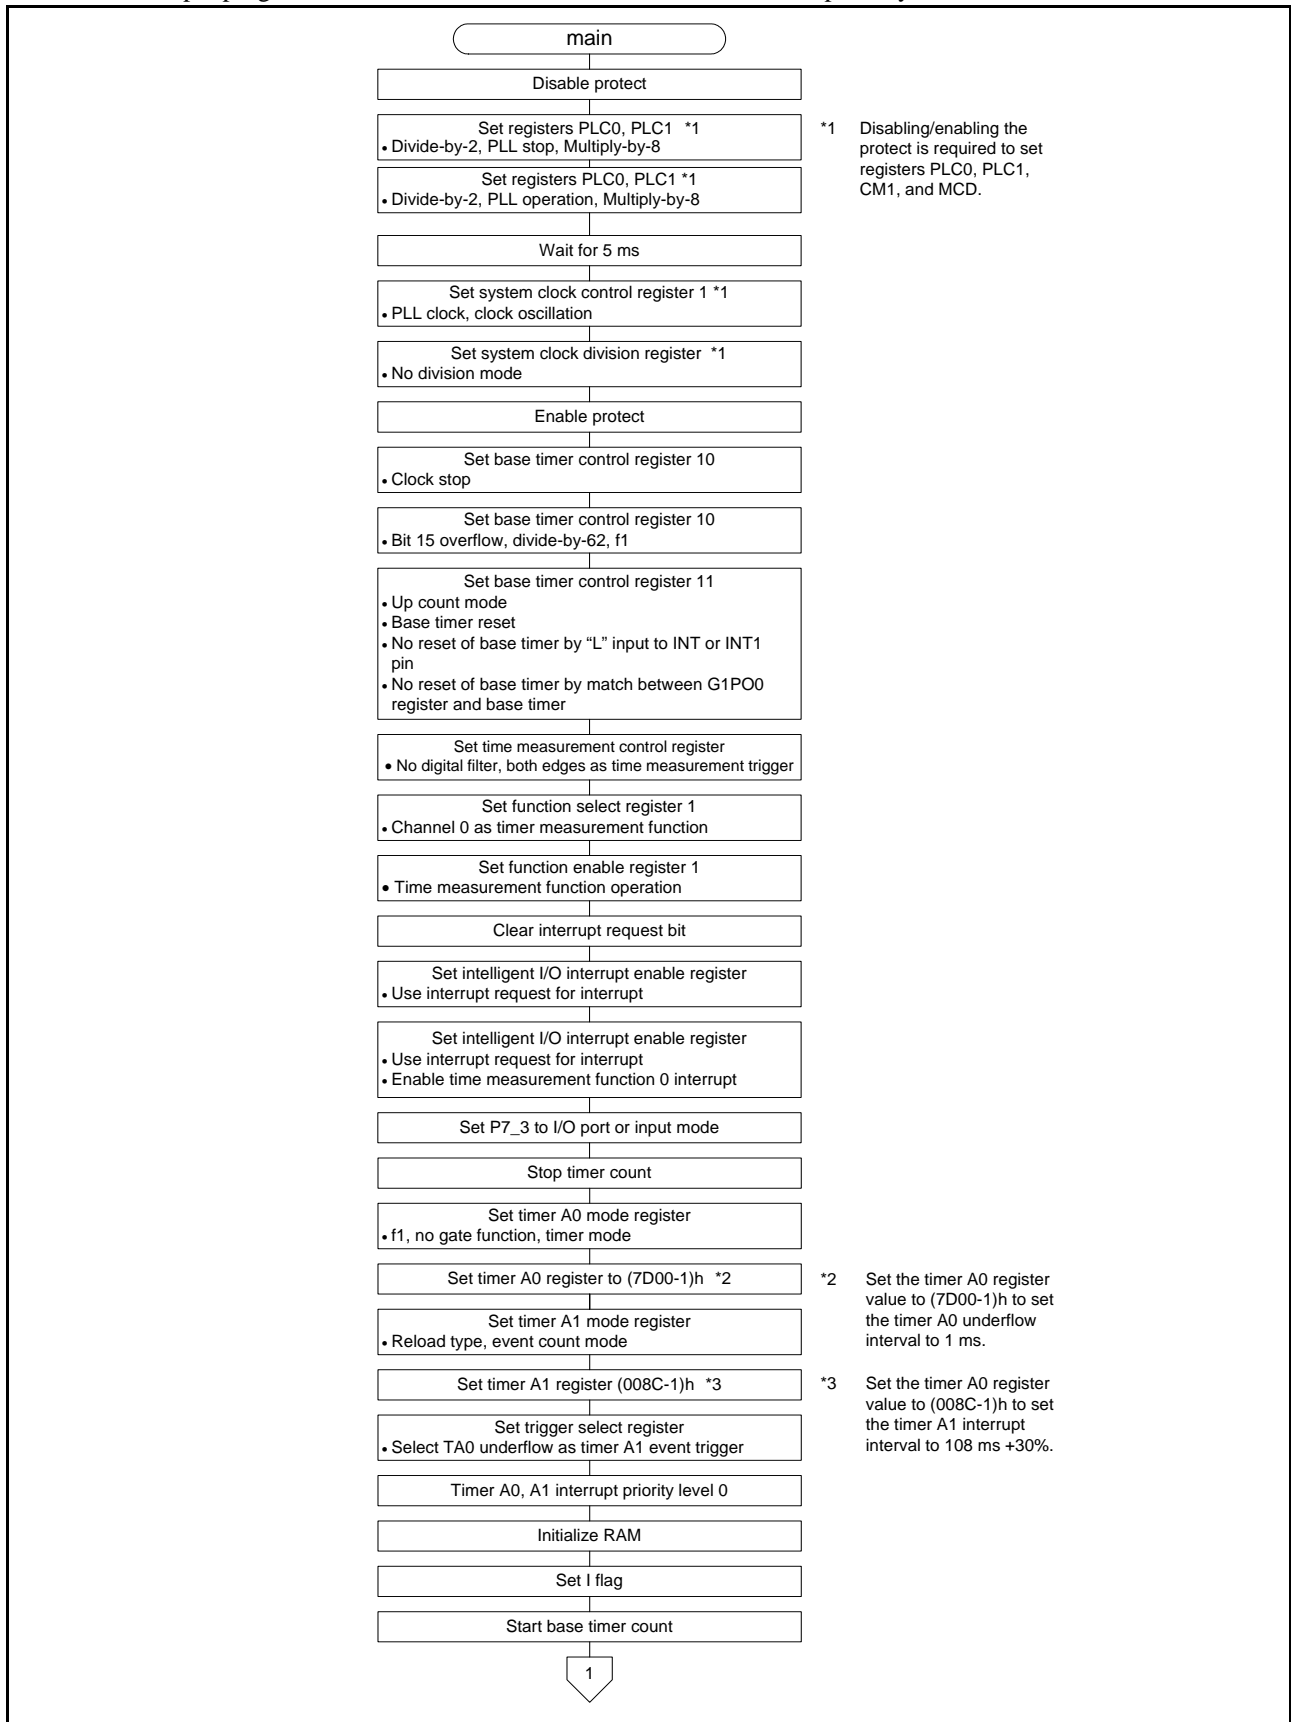 main
Disable protect
Set registers PLC0, PLC1 *1
• Divide-by-2, PLL stop, Multiply-by-8
*1 Disabling/enabling the
protect is required to set
registers PLC0, PLC1,
CM1, and MCD.
Set registers PLC0, PLC1 *1
• Divide-by-2, PLL operation, Multiply-by-8
Wait for 5 ms
Set system clock control register 1 *1
• PLL clock, clock oscillation
Set system clock division register *1
• No division mode
Enable protect
Set base timer control register 10
• Clock stop
Set base timer control register 10
• Bit 15 overflow, divide-by-62, f1
Set base timer control register 11
• Up count mode
• Base timer reset
• No reset of base timer by “L” input to INT or INT1
pin
• No reset of base timer by match between G1PO0
register and base timer
Set time measurement control register
• No digital filter, both edges as time measurement trigger
Set function select register 1
• Channel 0 as timer measurement function
Set function enable register 1
• Time measurement function operation
Clear interrupt request bit
Set intelligent I/O interrupt enable register
• Use interrupt request for interrupt
Set intelligent I/O interrupt enable register
• Use interrupt request for interrupt
• Enable time measurement function 0 interrupt
Set P7_3 to I/O port or input mode
Stop timer count
Set timer A0 mode register
• f1, no gate function, timer mode
Set timer A0 register to (7D00-1)h *2
*2 Set the timer A0 register
value to (7D00-1)h to set
the timer A0 underflow
interval to 1 ms.
Set timer A1 mode register
• Reload type, event count mode
Set timer A1 register (008C-1)h *3
*3 Set the timer A0 register
value to (008C-1)h to set
the timer A1 interrupt
interval to 108 ms +30%.
Set trigger select register
• Select TA0 underflow as timer A1 event trigger
Timer A0, A1 interrupt priority level 0
Initialize RAM
Set I flag
Start base timer count
1